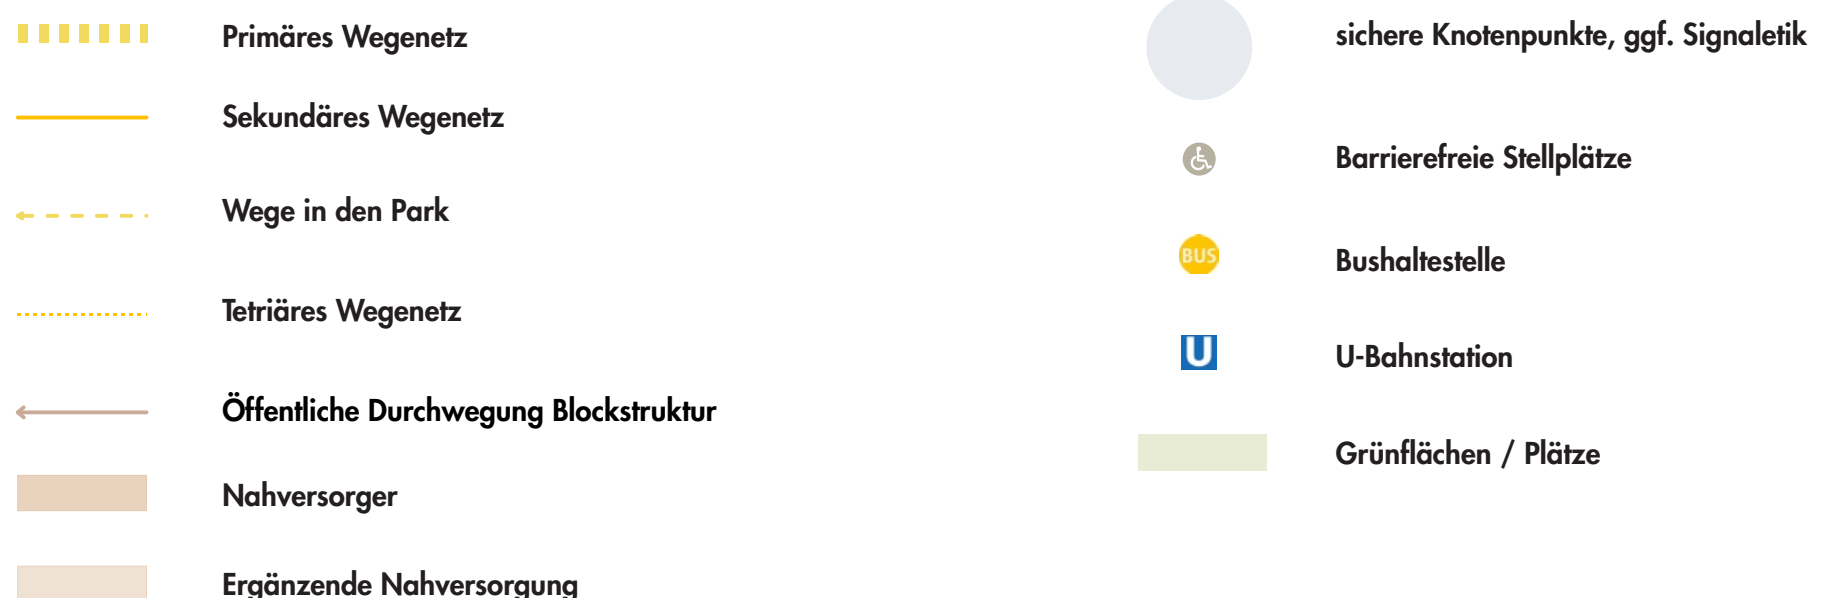 Primäres Wegenetz
Sekundäres Wegenetz
Wege in den Park
Tetriäres Wegenetz
Öffentliche Durchwegung Blockstruktur
Nahversorger
Ergänzende Nahversorgung
sichere Knotenpunkte, ggf. Signaletik
Barrierefreie Stellplätze
BUS
Bushaltestelle
U
U-Bahnstation
Grünflächen / Plätze